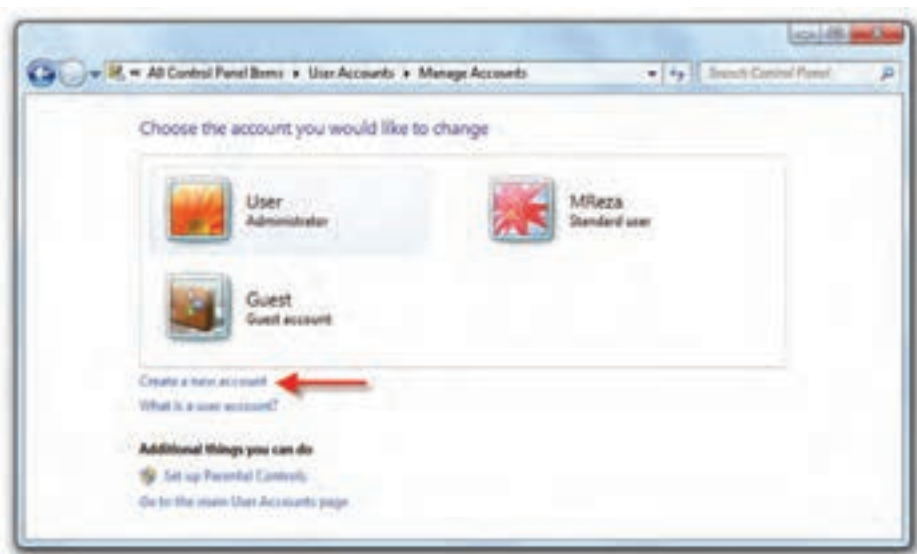 All Control Panel Items ▸ User Accounts ▸ Manage Accounts
Search Control Panel
Choose the account you would like to change
User
Administrator
MReza
Standard user
Guest
Guest account
Create a new account
What is a user account?
Additional things you can do
Set up Parental Controls
Go to the main User Accounts page